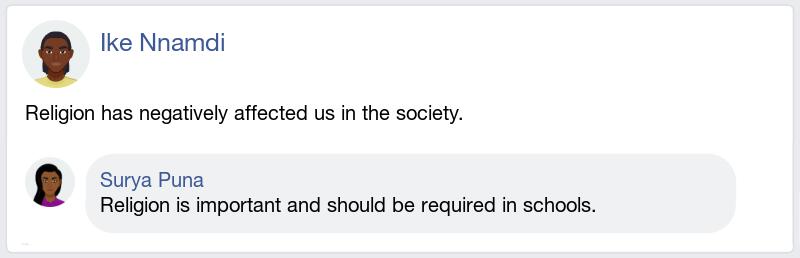 Ike Nnamdi
Religion has negatively affected us in the society.
Surya Puna
Religion is important and should be required in schools.